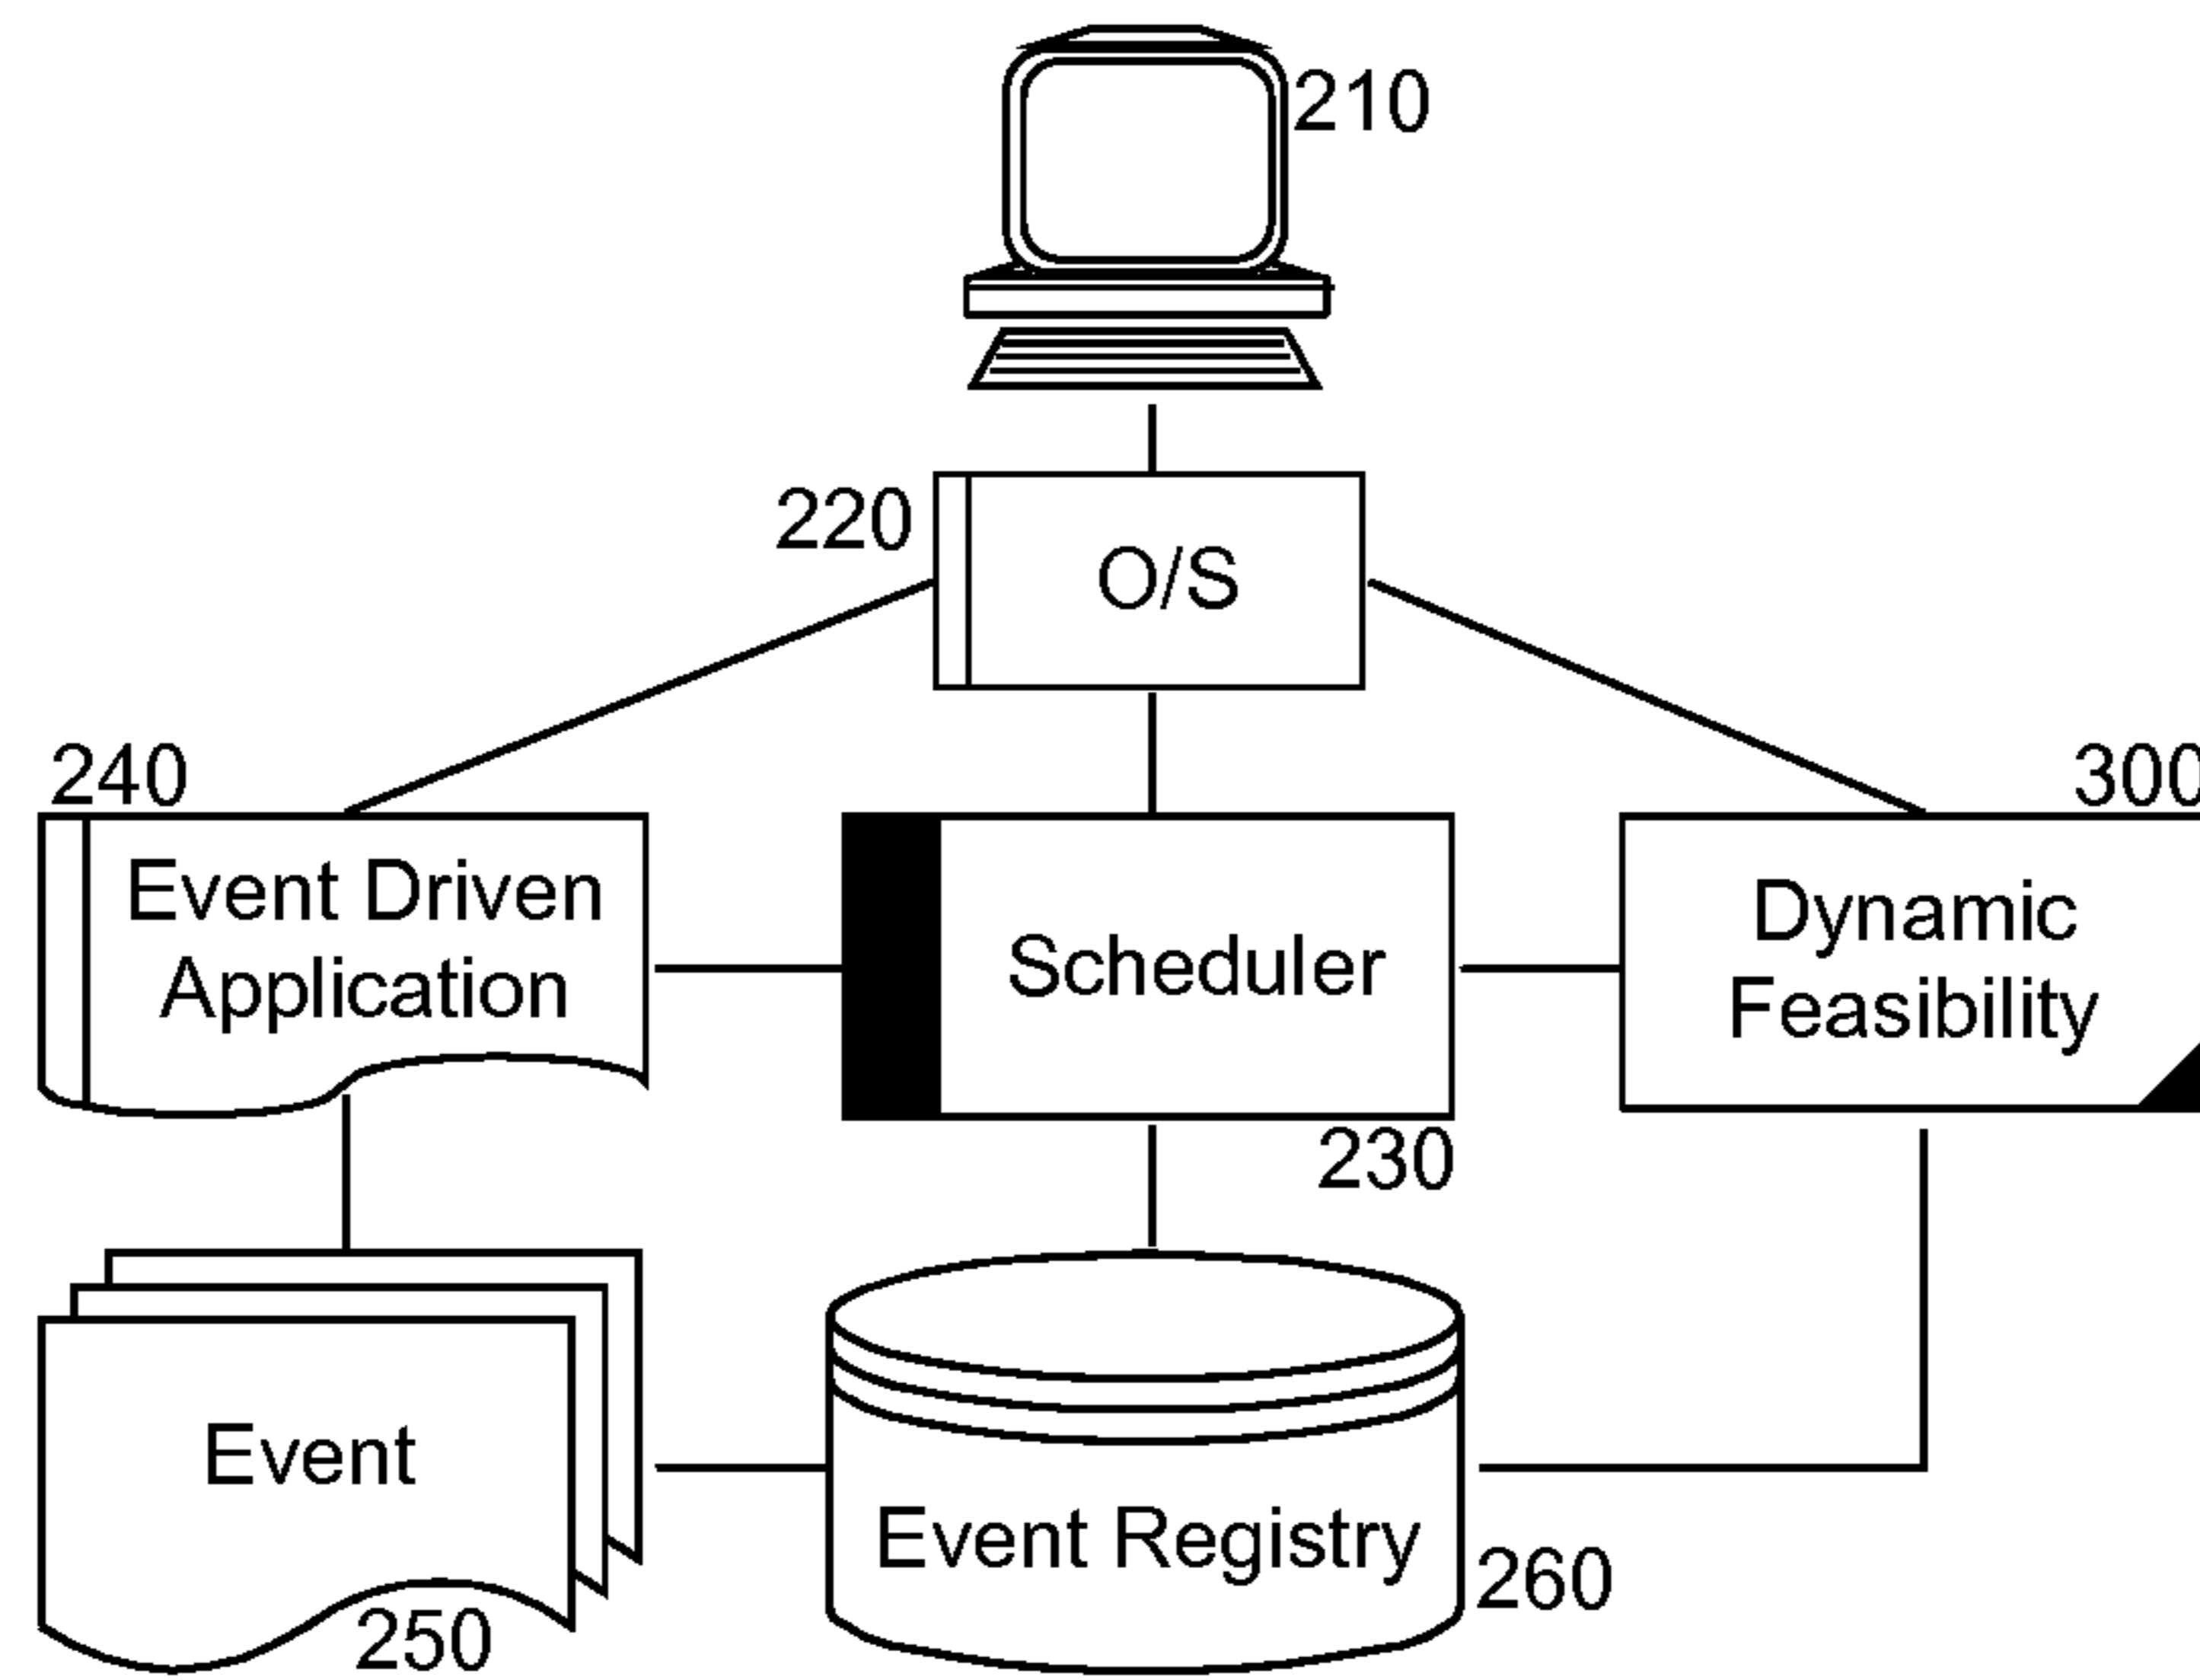 210
220
O/S
240
300
Event Driven
Application
Scheduler
Dynamic
Feasibility
230
Event
Event Registry
260
250